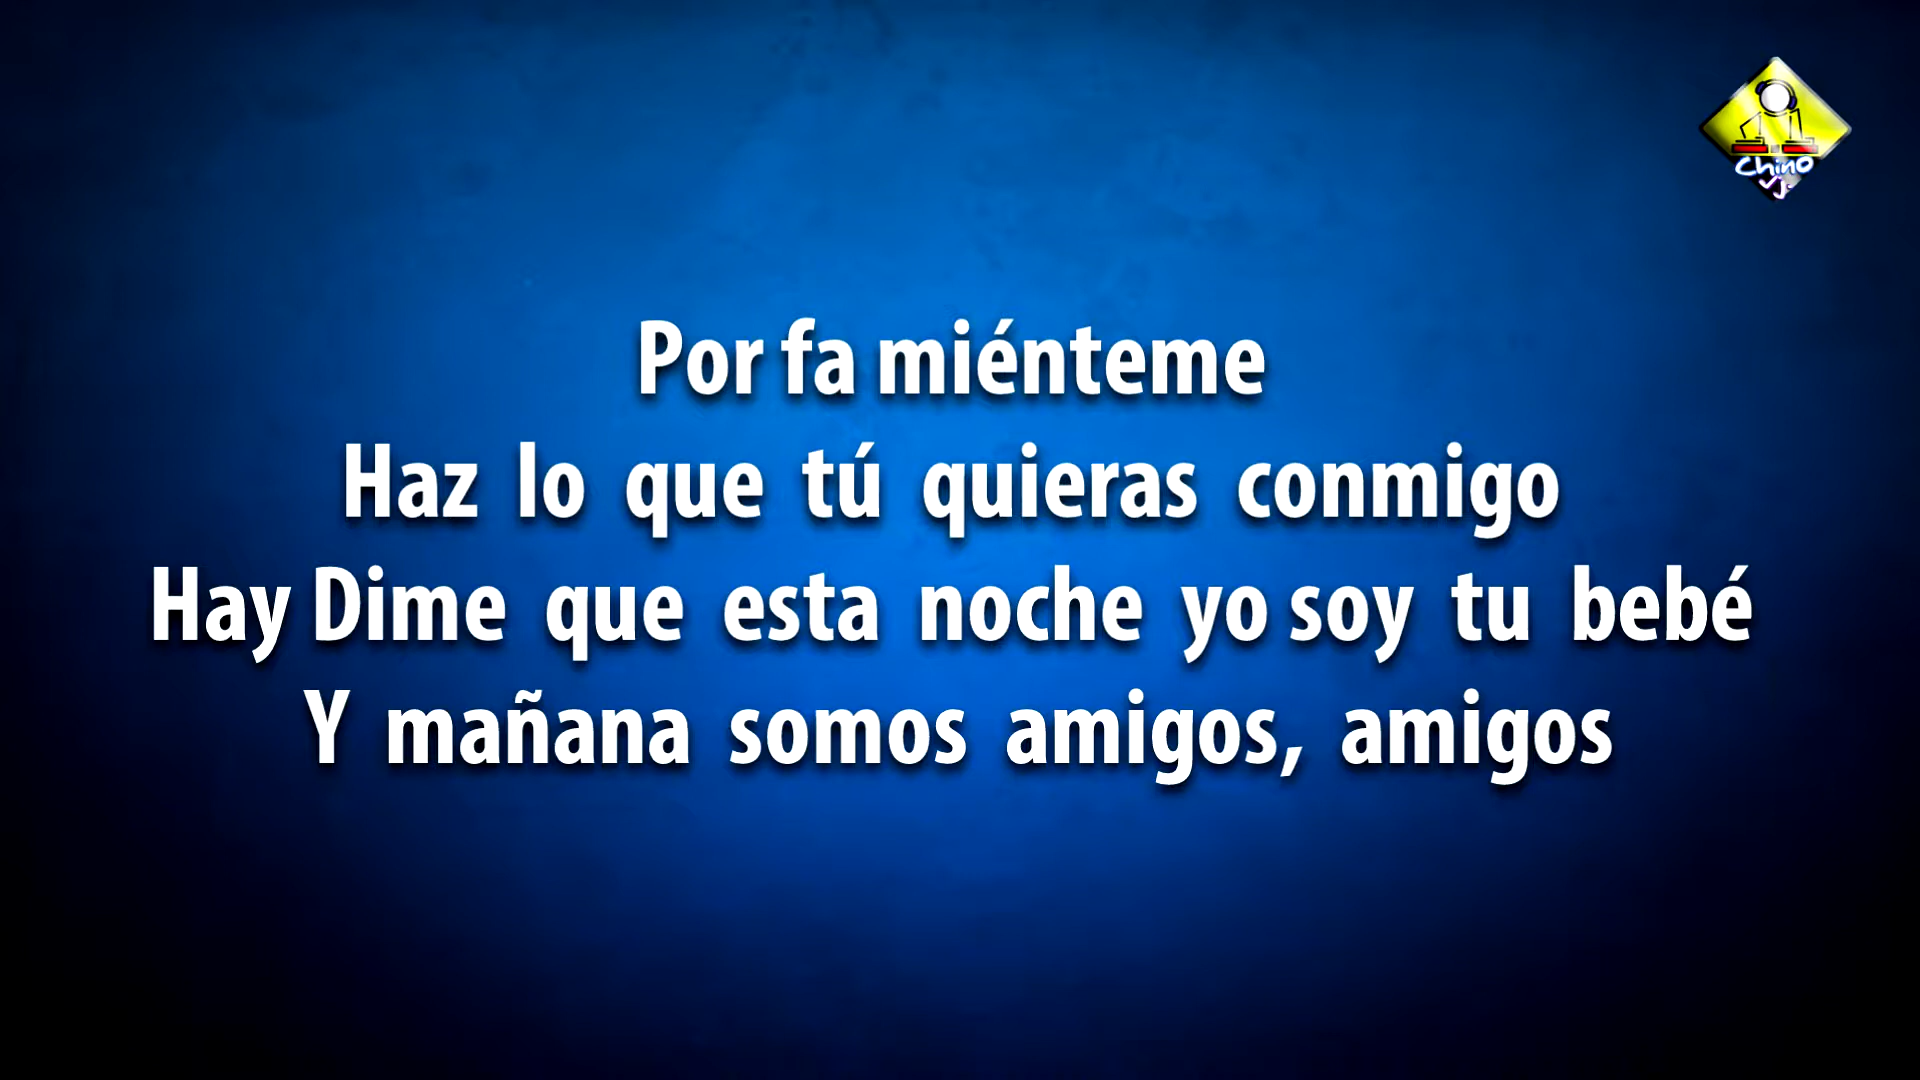 Chino
Vj.
Por fa miénteme
Haz lo que tú quieras conmigo
Hay Dime que esta noche yo soy tu bebé
Y mañana somos amigos, amigos